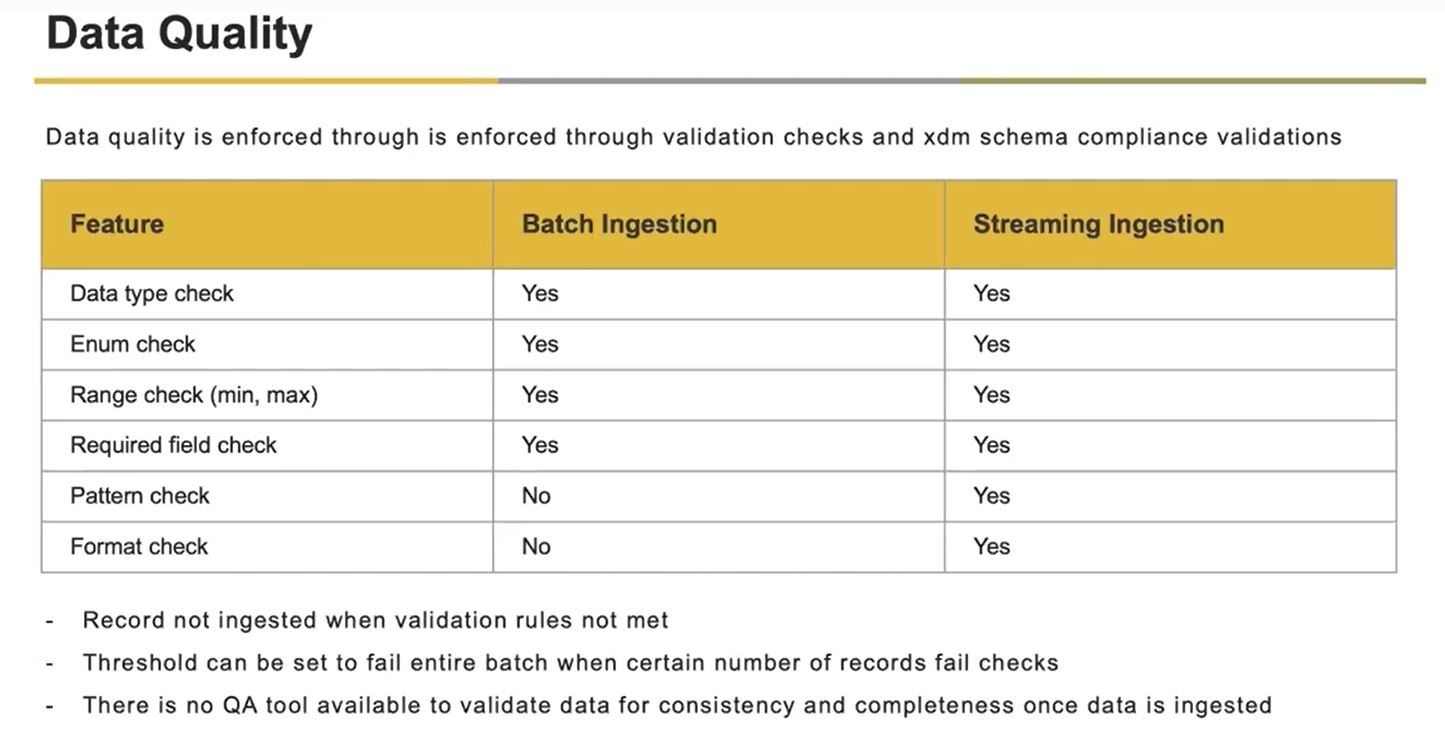 Data Quality
Data quality is enforced through is enforced through validation checks and xdm schema compliance validations
Feature Batch Ingestion Streaming Ingestion
Data type check Yes Yes
Enum check Yes Yes
Range check (min, max) Yes Yes
Required field check Yes Yes
Pattern check No Yes
Format check No Yes
- Record not ingested when validation rules not met
- Threshold can be set to fail entire batch when certain number of records fail checks
- There is no QA tool available to validate data for consistency and completeness once data is ingested